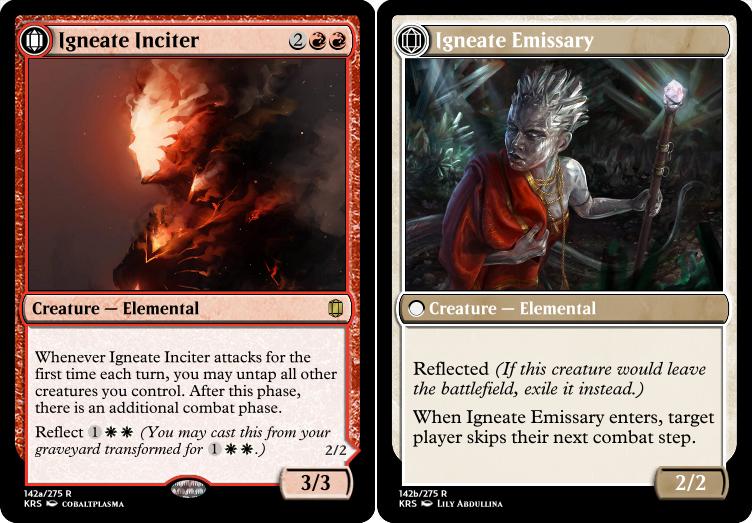 Igneate Inciter 2
Creature — Elemental
Whenever Igneate Inciter attacks for the
first time each turn, you may untap all other
creatures you control. After this phase,
there is an additional combat phase.
Reflect 1 (You may cast this from your
graveyard transformed for 1 .)
2/2
3/3
142a/275 R
KRS COBALTPLASMA
Igneate Emissary
Creature — Elemental
Reflected (If this creature would leave
the battlefield, exile it instead.)
When Igneate Emissary enters, target
player skips their next combat step.
2/2
142b/275 R
KRS LILY ABDULLINA